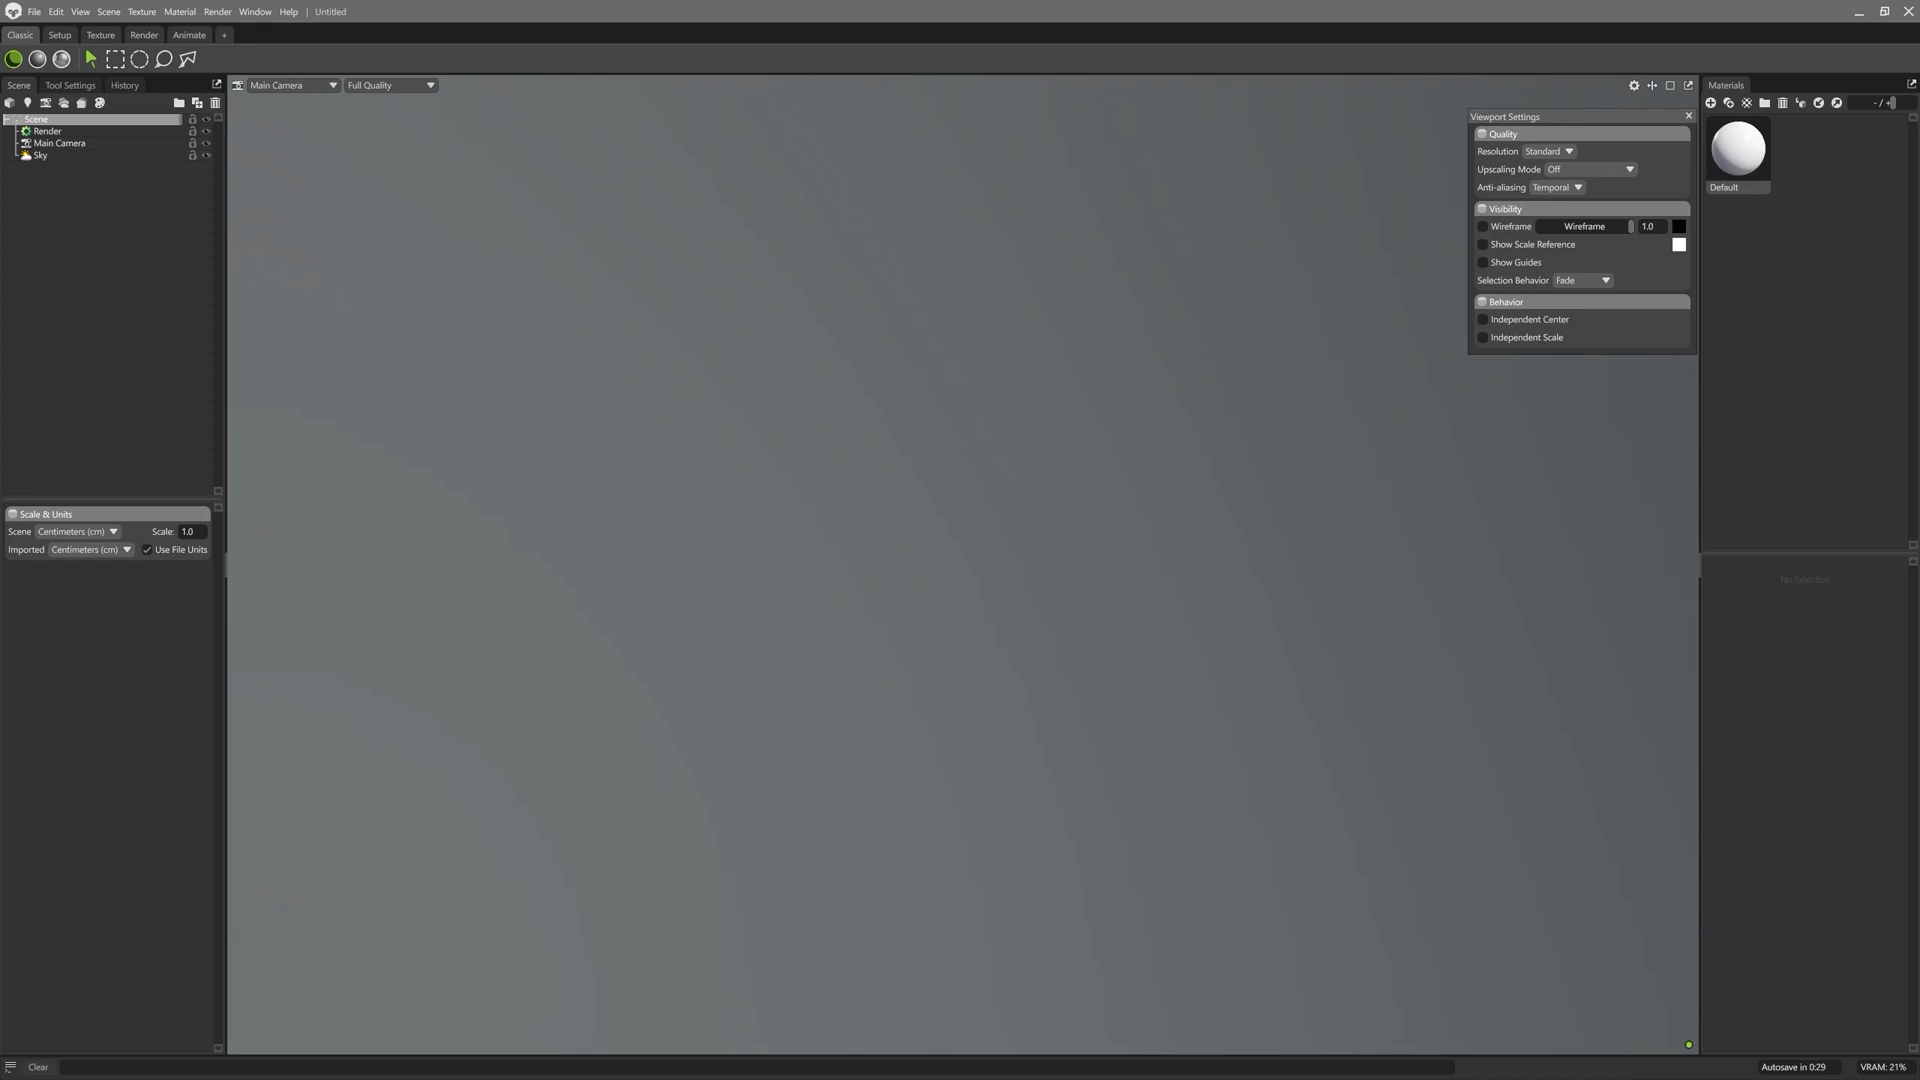 File Edit View Scene Texture Material Render Window Help | Untitled
Classic Setup Texture Render Animate +
Scene Tool Settings History
Main Camera Full Quality
Materials
- / +
Scene
Render
Main Camera
Sky
Viewport Settings
Quality
Resolution Standard
Upscaling Mode Off
Anti-aliasing Temporal
Visibility
Wireframe Wireframe 1.0
Show Scale Reference
Show Guides
Selection Behavior Fade
Behavior
Independent Center
Independent Scale
Default
Scale & Units
Scene Centimeters (cm) Scale: 1.0
Imported Centimeters (cm) Use File Units
No Selection
Clear
Autosave in 0:29 VRAM: 21%